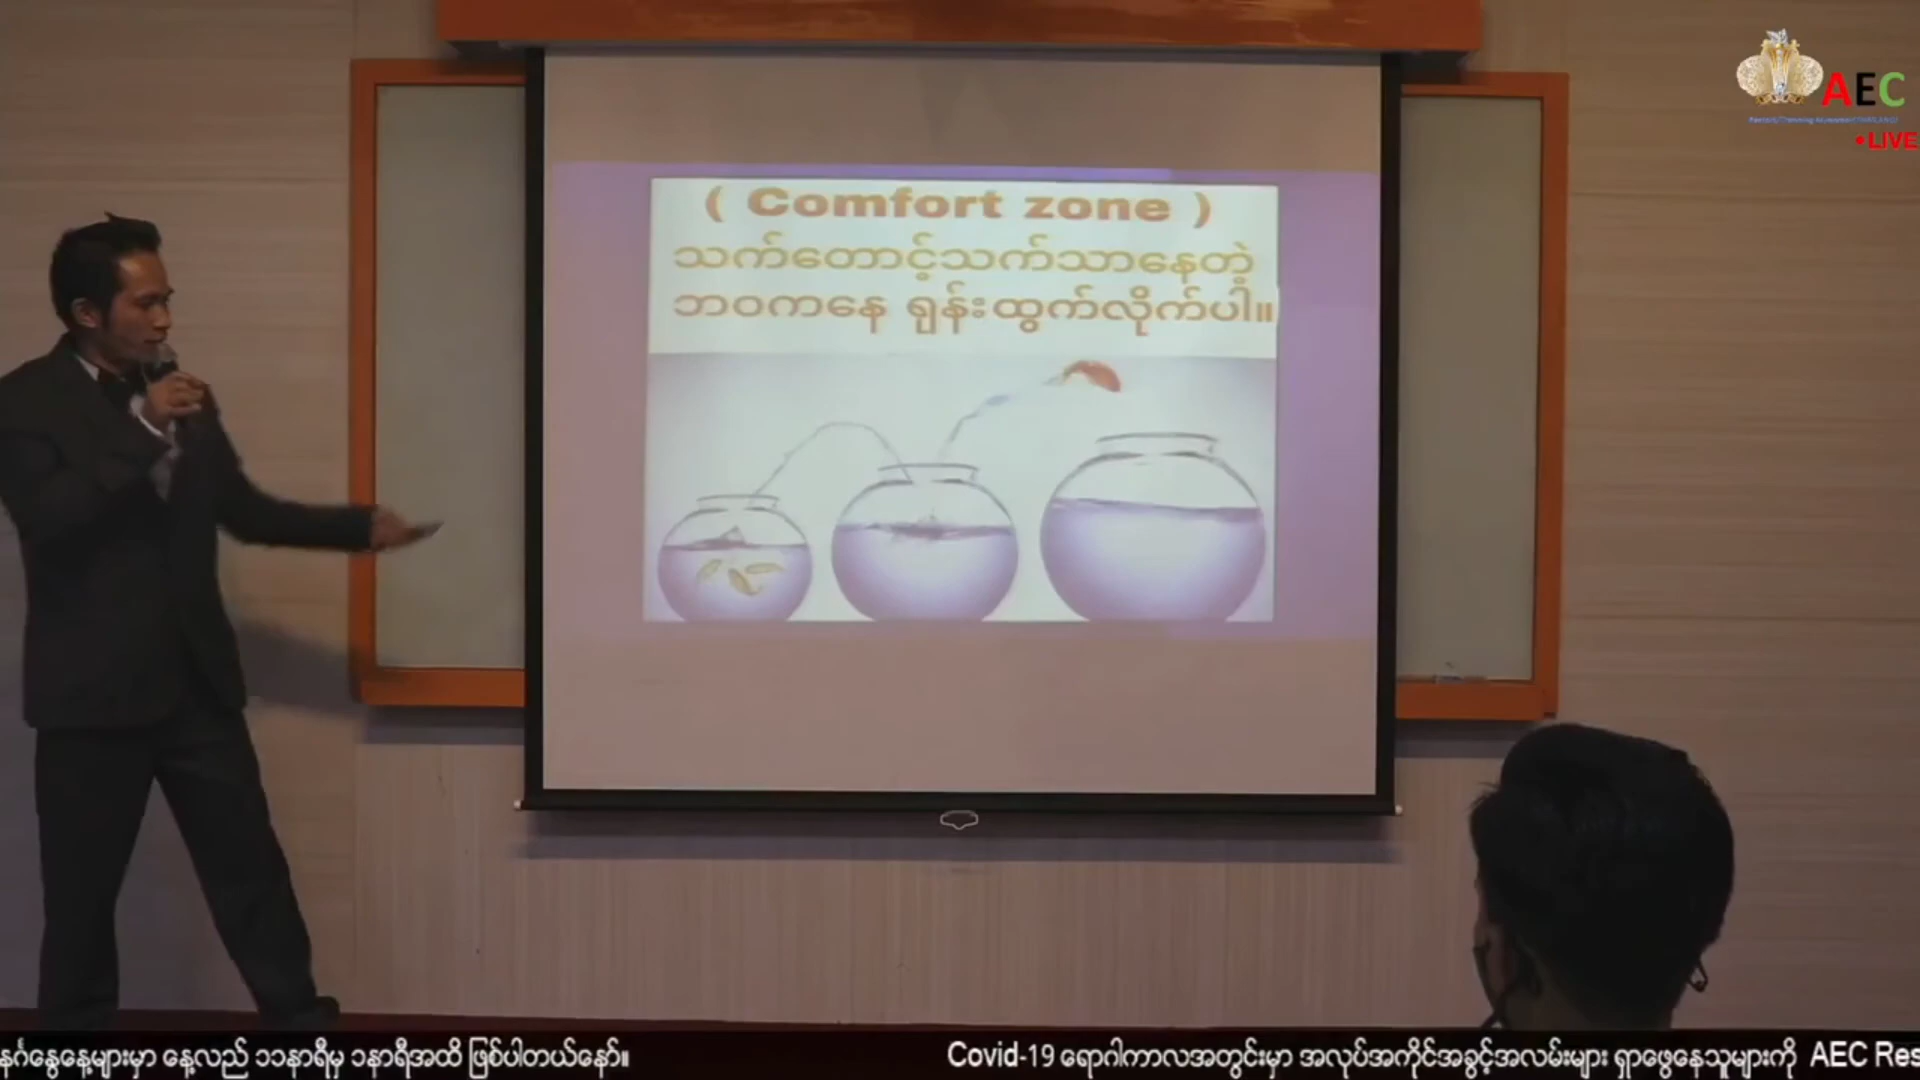 AEC
•LIVE
( Comfort zone )
သက်တောင့်သက်သာနေတဲ့
ဘဝကနေ ရုန်းထွက်လိုက်ပါ။
နင်္ဂနွေနေ့များမှာ နေ့လည် ၁၁နာရီမှ ၁နာရီအထိ ဖြစ်ပါတယ်နော်။
Covid-19 ရောဂါကာလအတွင်းမှာ အလုပ်အကိုင်အခွင့်အလမ်းများ ရှာဖွေနေသူများကို AEC Res